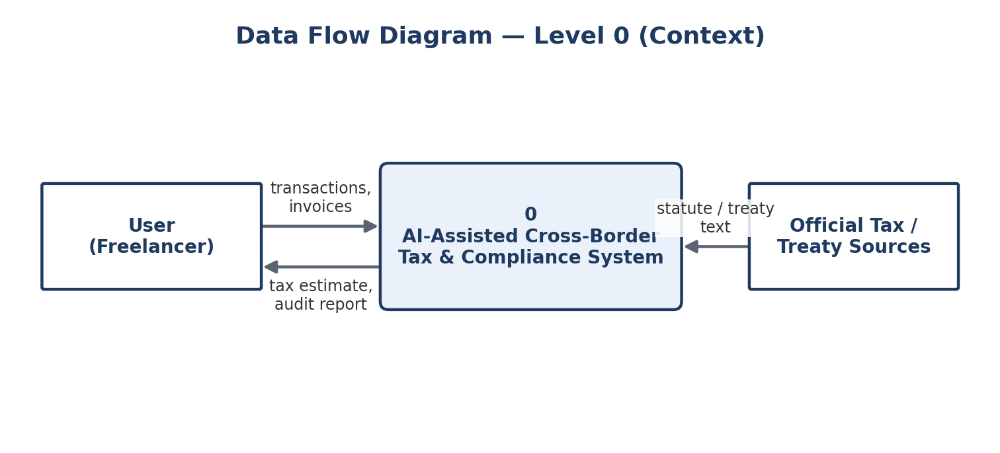 Data Flow Diagram — Level 0 (Context)
User
(Freelancer)
transactions,
invoices
tax estimate,
audit report
0
AI-Assisted Cross-Border
Tax & Compliance System
statute / treaty
text
Official Tax /
Treaty Sources